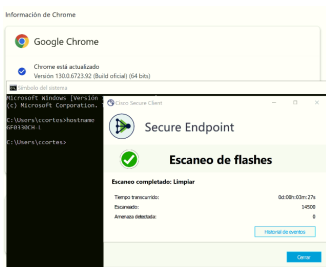 Información de Chrome
Google Chrome
Chrome está actualizado
Versión 130.0.6723.92 (Build oficial) (64 bits)
Símbolo del sistema
Microsoft Windows [Versión
(c) Microsoft Corporation.
C:\Users\ccortes>hostname
C:\Users\ccortes>
Cisco Secure Client
Secure Endpoint
Escaneo de flashes
Escaneo completado: Limpiar
Tiempo transcurrido: 0d:00h:03m:27s
Escaneado: 14500
Amenaza detectada: 0
Historial de eventos
Cerrar